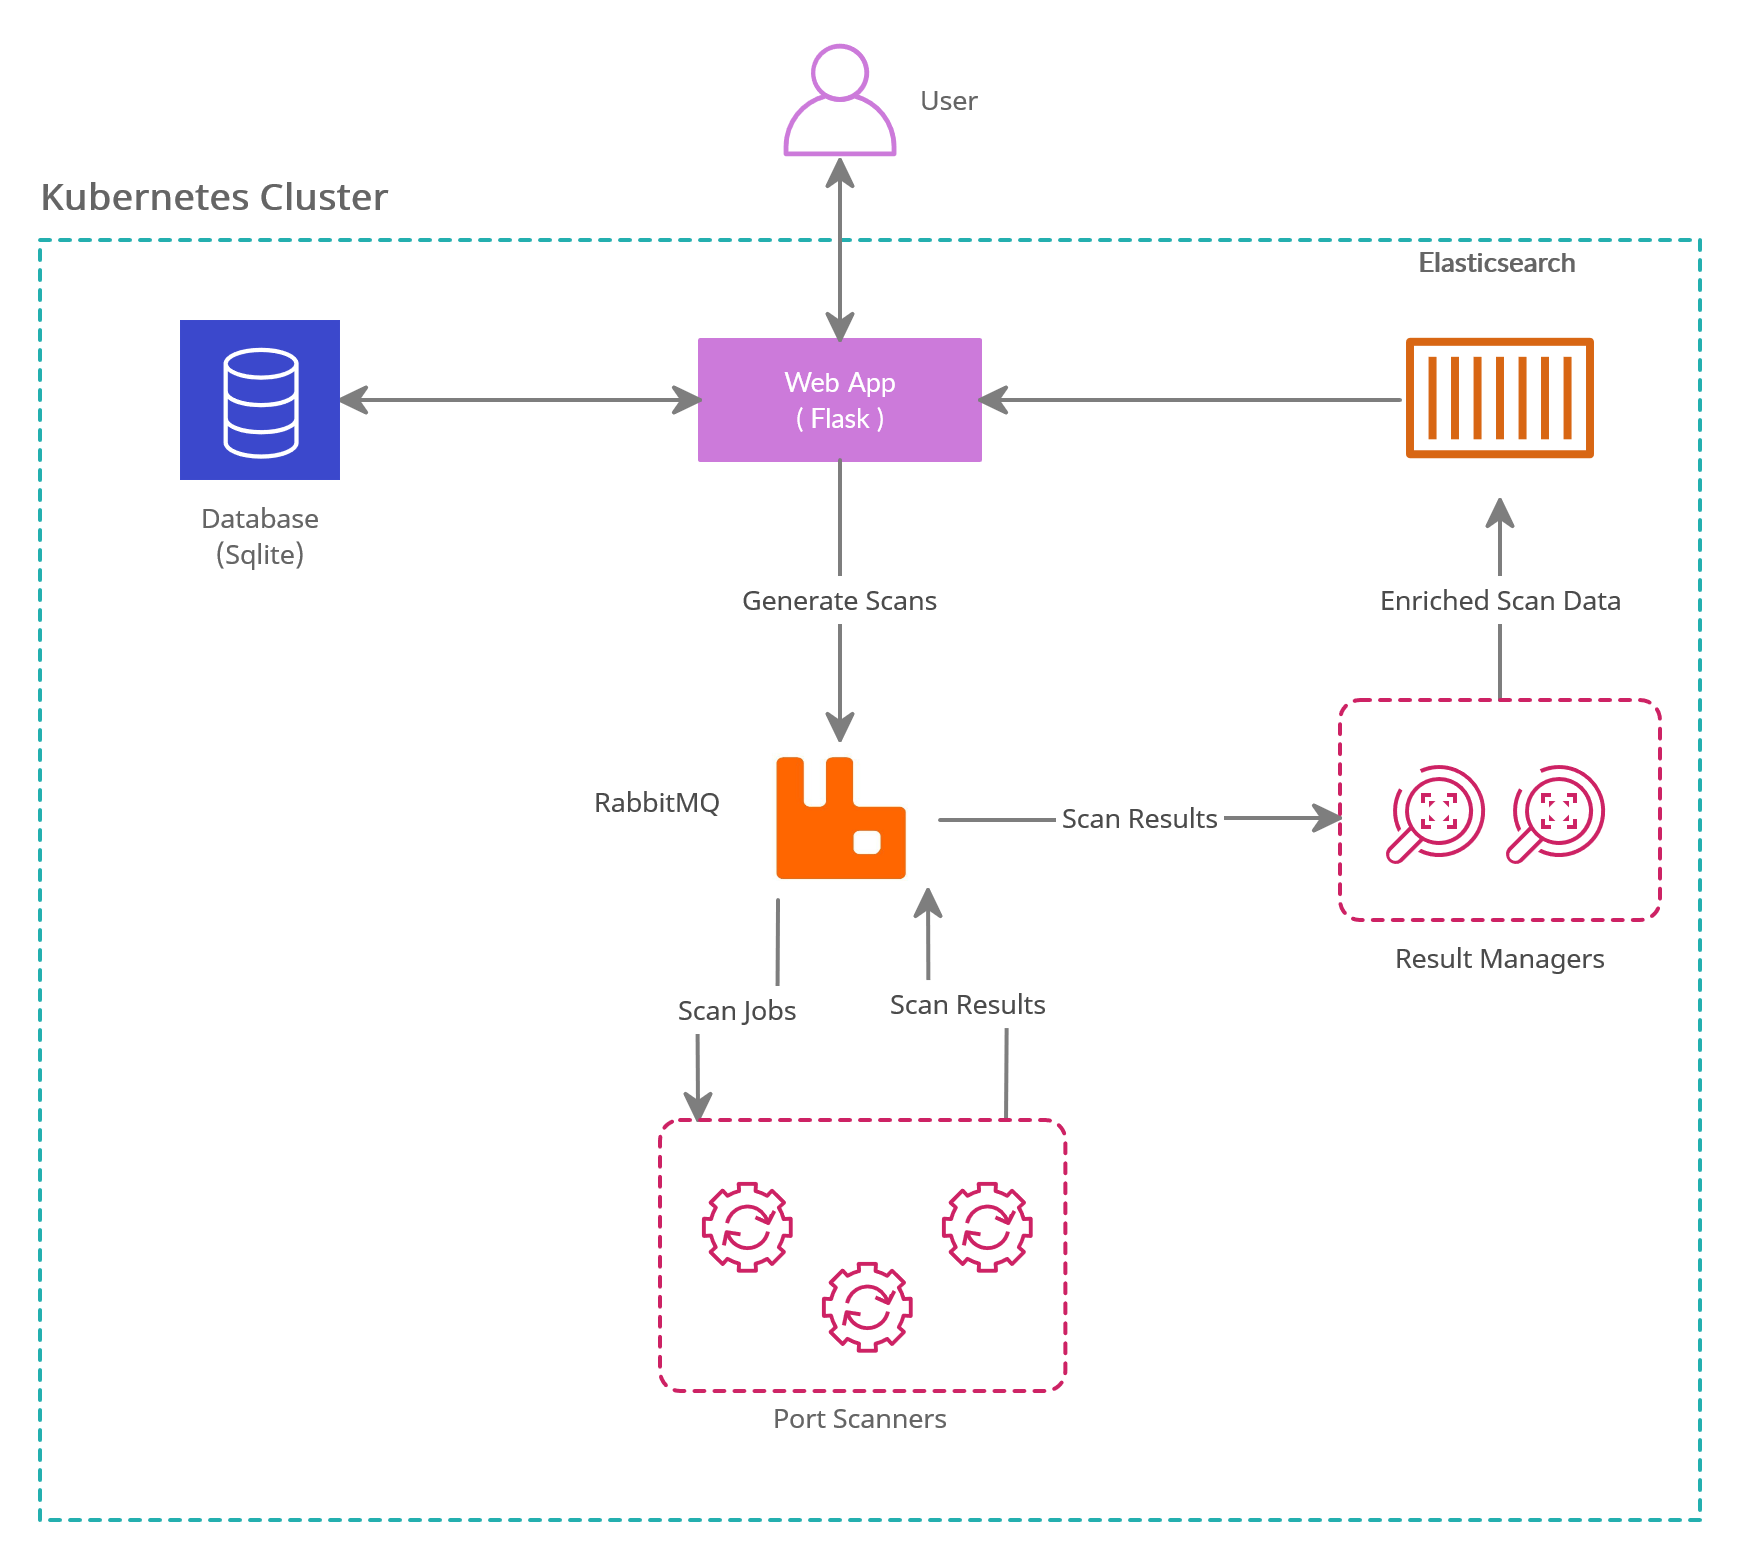 User
Kubernetes Cluster
Elasticsearch
Web App
( Flask )
Database
(Sqlite)
Generate Scans
Enriched Scan Data
RabbitMQ
Scan Results
Result Managers
Scan Jobs
Scan Results
Port Scanners